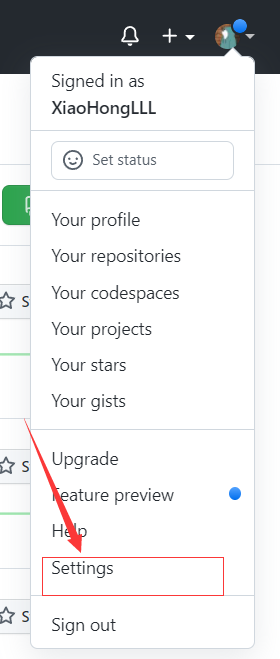 Signed in as
XiaoHongLLL
Set status
Your profile
Your repositories
Your codespaces
S
Your projects
Your stars
Your gists
Upgrade
S
Feature preview
Help
Settings
S
Sign out